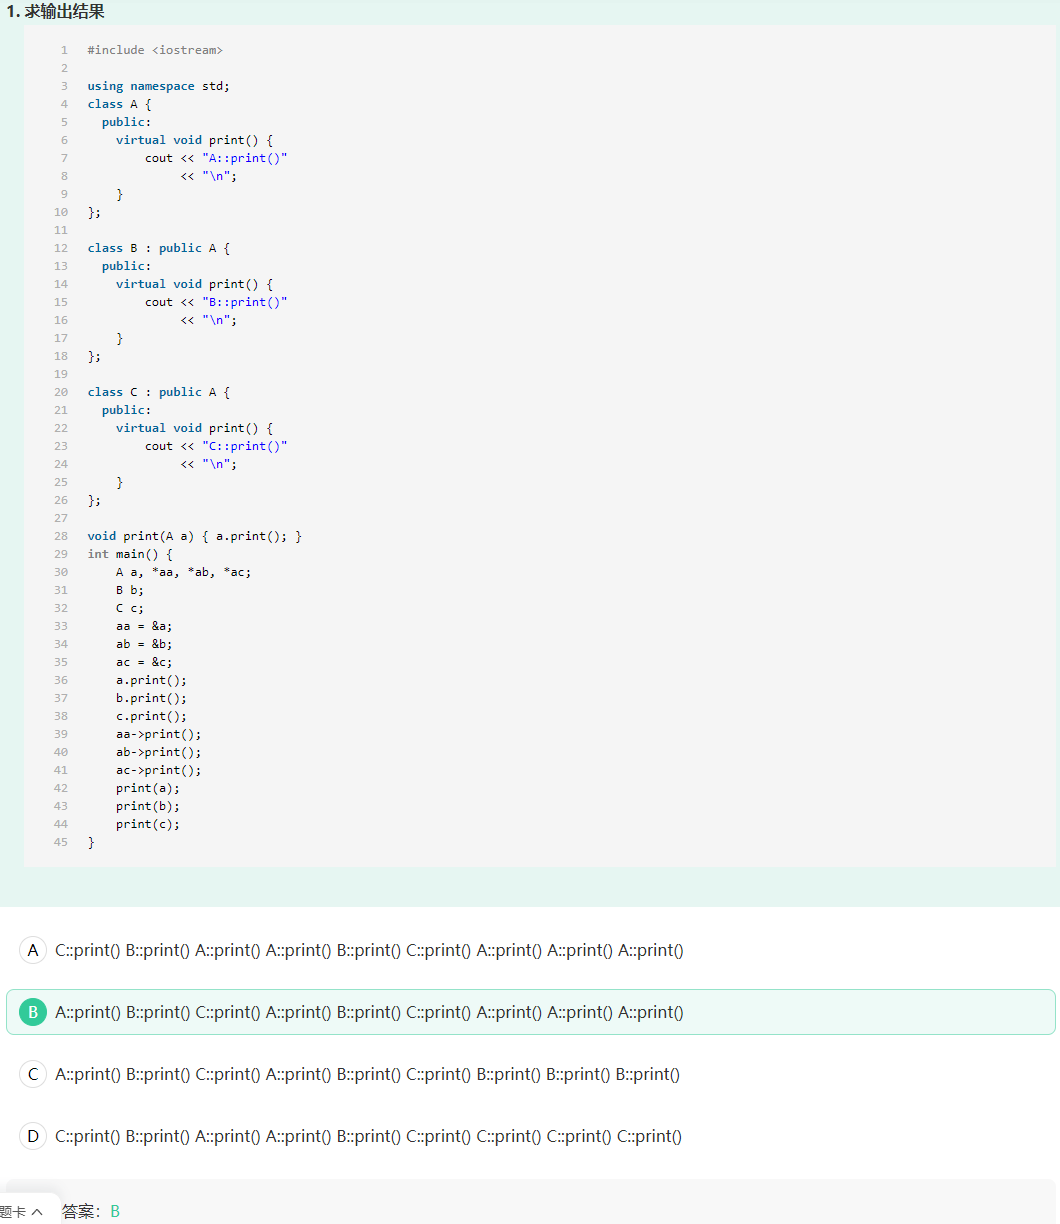 1. 求输出结果
1 #include <iostream>
2
3 using namespace std;
4 class A {
5   public:
6     virtual void print() {
7         cout << "A::print()"
8              << "\n";
9     }
10 };
11
12 class B : public A {
13   public:
14     virtual void print() {
15         cout << "B::print()"
16              << "\n";
17     }
18 };
19
20 class C : public A {
21   public:
22     virtual void print() {
23         cout << "C::print()"
24              << "\n";
25     }
26 };
27
28 void print(A a) { a.print(); }
29 int main() {
30     A a, *aa, *ab, *ac;
31     B b;
32     C c;
33     aa = &a;
34     ab = &b;
35     ac = &c;
36     a.print();
37     b.print();
38     c.print();
39     aa->print();
40     ab->print();
41     ac->print();
42     print(a);
43     print(b);
44     print(c);
45 }
A C::print() B::print() A::print() A::print() B::print() C::print() A::print() A::print() A::print()
B A::print() B::print() C::print() A::print() B::print() C::print() A::print() A::print() A::print()
C A::print() B::print() C::print() A::print() B::print() C::print() B::print() B::print() B::print()
D C::print() B::print() A::print() A::print() B::print() C::print() C::print() C::print() C::print()
题卡 答案： B